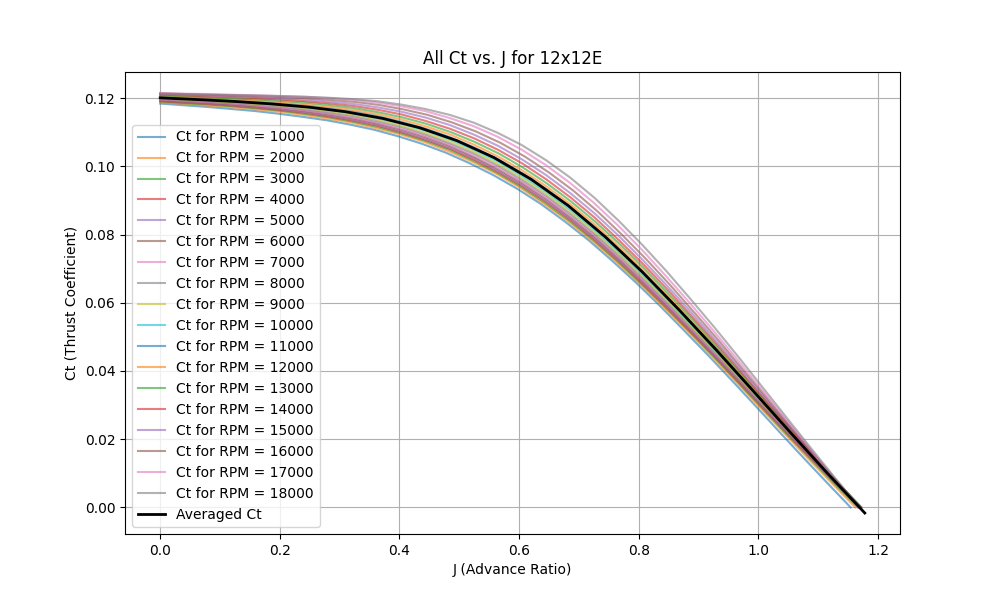 All Ct vs. J for 12x12E
Ct (Thrust Coefficient)
0.12
0.10
0.08
0.06
0.04
0.02
0.00
Ct for RPM = 1000
Ct for RPM = 2000
Ct for RPM = 3000
Ct for RPM = 4000
Ct for RPM = 5000
Ct for RPM = 6000
Ct for RPM = 7000
Ct for RPM = 8000
Ct for RPM = 9000
Ct for RPM = 10000
Ct for RPM = 11000
Ct for RPM = 12000
Ct for RPM = 13000
Ct for RPM = 14000
Ct for RPM = 15000
Ct for RPM = 16000
Ct for RPM = 17000
Ct for RPM = 18000
Averaged Ct
0.0 0.2 0.4 0.6 0.8 1.0 1.2
J (Advance Ratio)